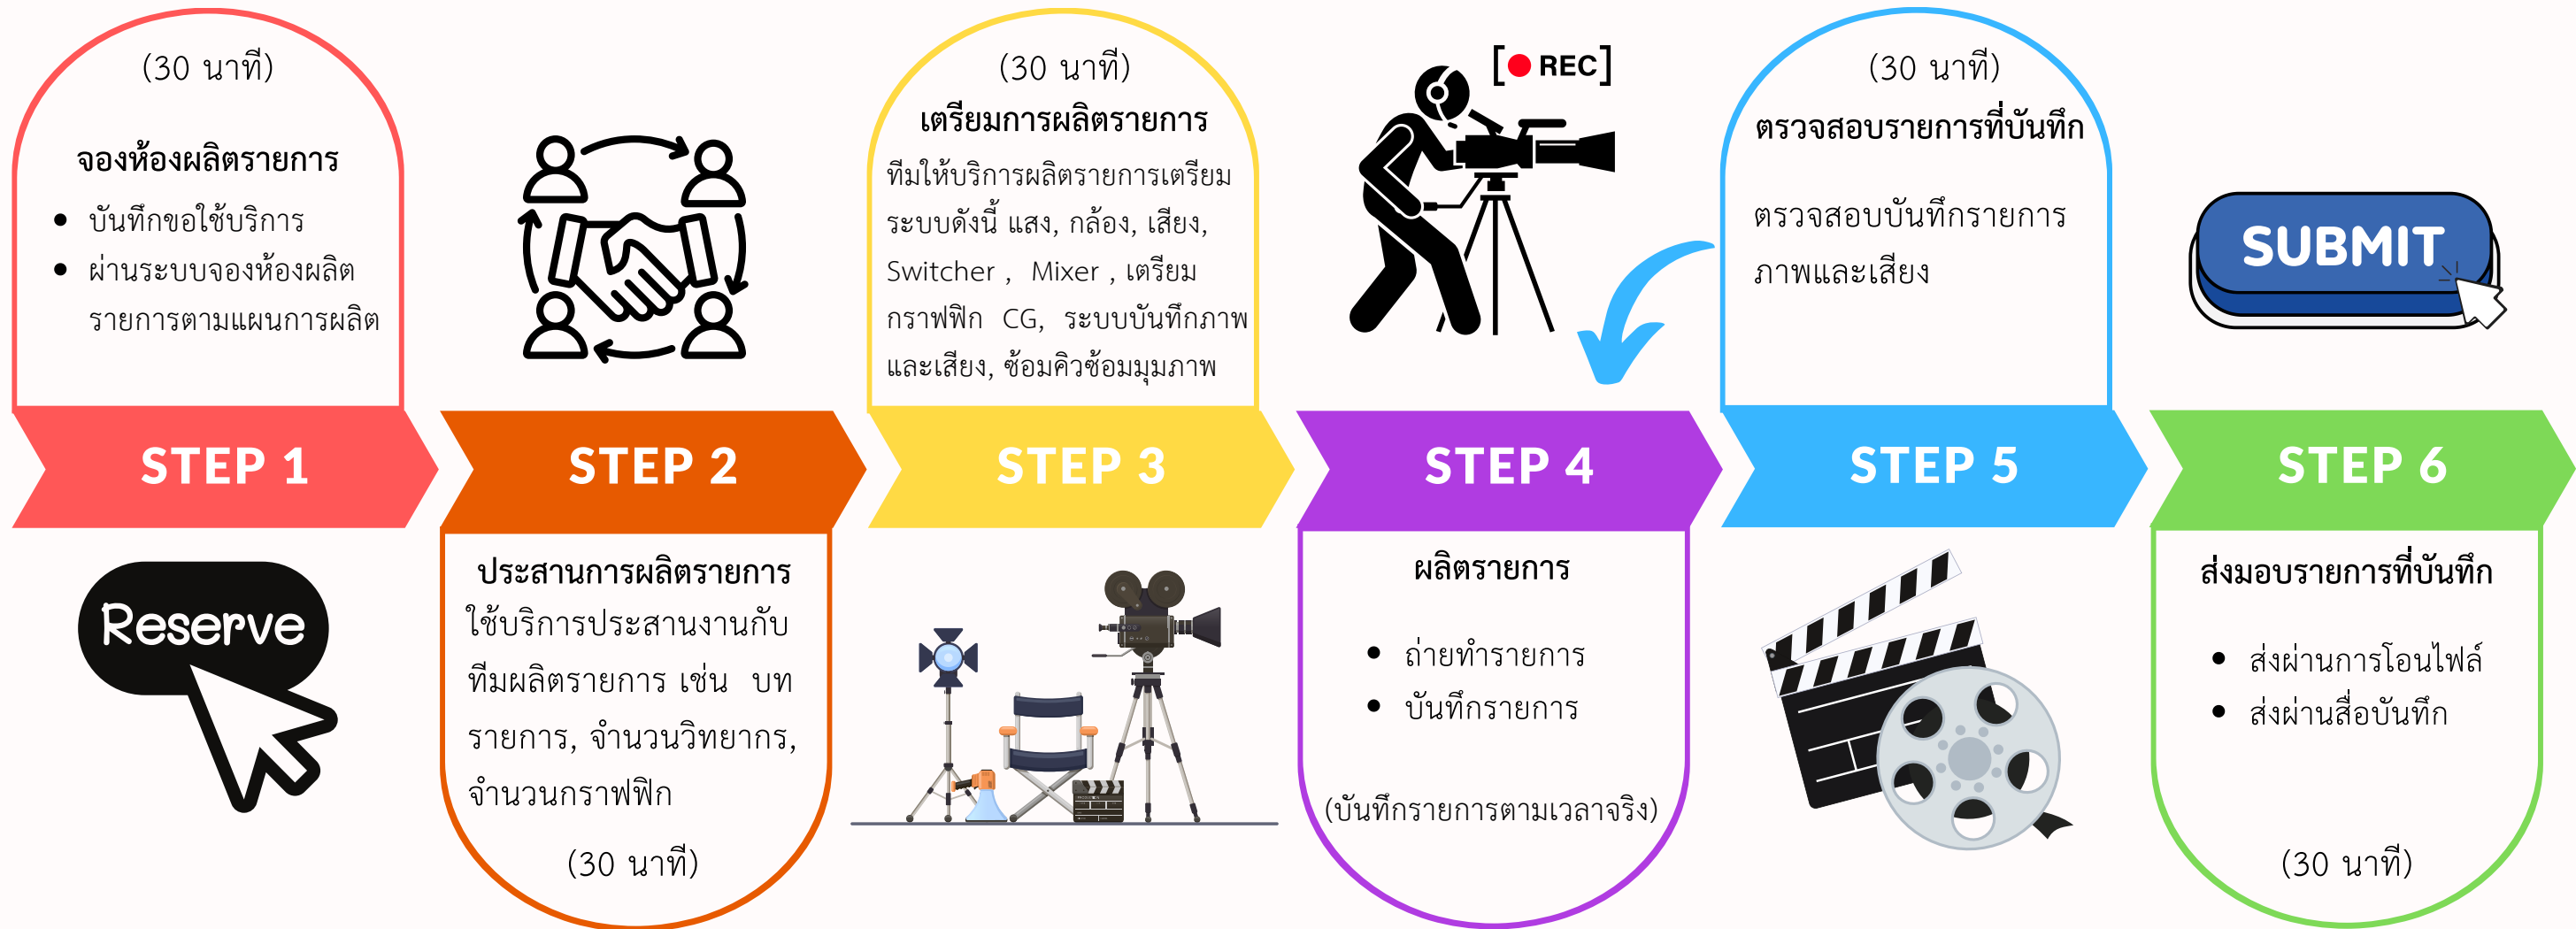 (30 นาที)
จองห้องผลิตรายการ
• บันทึกขอใช้บริการ
• ผ่านระบบจองห้องผลิต
รายการตามแผนการผลิต
STEP 1
Reserve
STEP 2
ประสานการผลิตรายการ
ใช้บริการประสานงานกับ
ทีมผลิตรายการ เช่น บท
รายการ, จำนวนวิทยากร,
จำนวนกราฟฟิก
(30 นาที)
(30 นาที)
เตรียมการผลิตรายการ
ทีมให้บริการผลิตรายการเตรียม
ระบบดังนี้ แสง, กล้อง, เสียง,
Switcher , Mixer , เตรียม
กราฟฟิก CG, ระบบบันทึกภาพ
และเสียง, ซ้อมคิวซ้อมมุมภาพ
STEP 3
[● REC]
STEP 4
ผลิตรายการ
• ถ่ายทำรายการ
• บันทึกรายการ
(บันทึกรายการตามเวลาจริง)
(30 นาที)
ตรวจสอบรายการที่บันทึก
ตรวจสอบบันทึกรายการ
ภาพและเสียง
STEP 5
SUBMIT
STEP 6
ส่งมอบรายการที่บันทึก
• ส่งผ่านการโอนไฟล์
• ส่งผ่านสื่อบันทึก
(30 นาที)